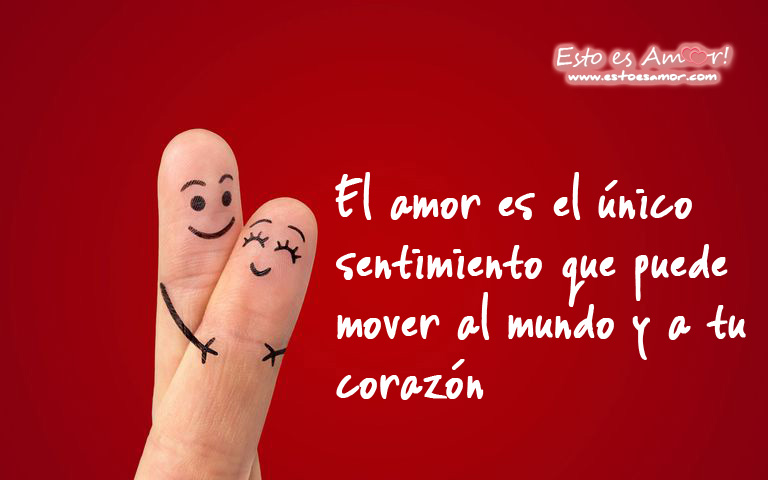 Esto es Amor!
www.estoesamor.com
El amor es el único
sentimiento que puede
mover al mundo y a tu
corazón